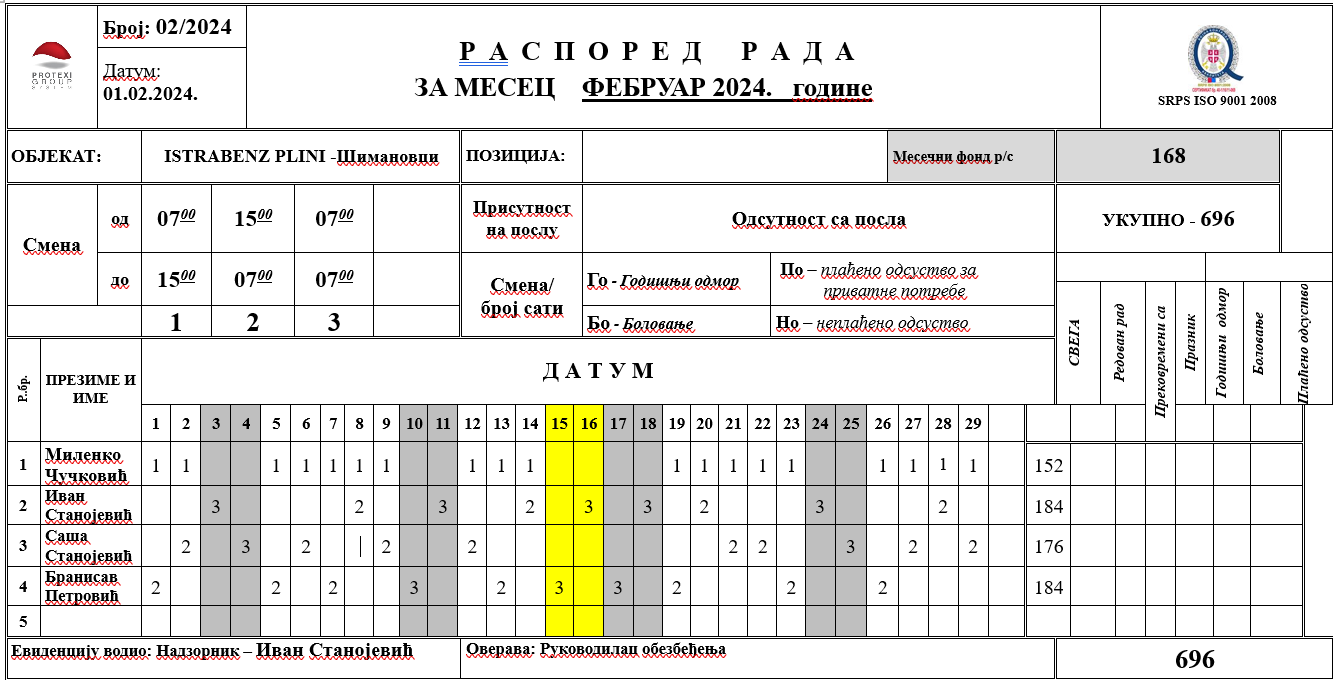 PROTEXI
GROUP
SYSTEM
Број: 02/2024
Датум:
01.02.2024.
Р А С П О Р Е Д Р А Д А
ЗА МЕСЕЦ ФЕБРУАР 2024. године
SRPS ISO 9001 2008
ОБЈЕКАТ: ISTRABENZ PLINI -Шимановци ПОЗИЦИЈА: Месечни фонд р/с 168
Смена од 07 00 15 00 07 00
до 15 00 07 00 07 00
1 2 3
Присутност
на послу
Одсутност са посла
УКУПНО - 696
Смена/
број сати
Го - Годишњи одмор
По – плаћено одсуство за
приватне потребе
Бо - Боловање
Но – неплаћено одсуство
СВЕГА
Редован рад
Прековремени са
Празник
Годишњи одмор
Боловање
Плаћено одсуство
Р.бр.
ПРЕЗИМЕ И
ИМЕ
Д А Т У М
1 2 3 4 5 6 7 8 9 10 11 12 13 14 15 16 17 18 19 20 21 22 23 24 25 26 27 28 29
1 Миленко
Чучковић
1 1 1 1 1 1 1 1 1 1 1 1 1 1 1 1 1 1 1 152
2 Иван
Станојевић
3 2 3 2 3 3 2 3 2 184
3 Саша
Станојевић
2 3 2 2 2 2 2 3 2 2 176
4 Бранисав
Петровић
2 2 2 3 2 3 3 2 2 2 184
5
Евиденцију водио: Надзорник – Иван Станојевић
Оверава: Руководилац обезбеђења
696